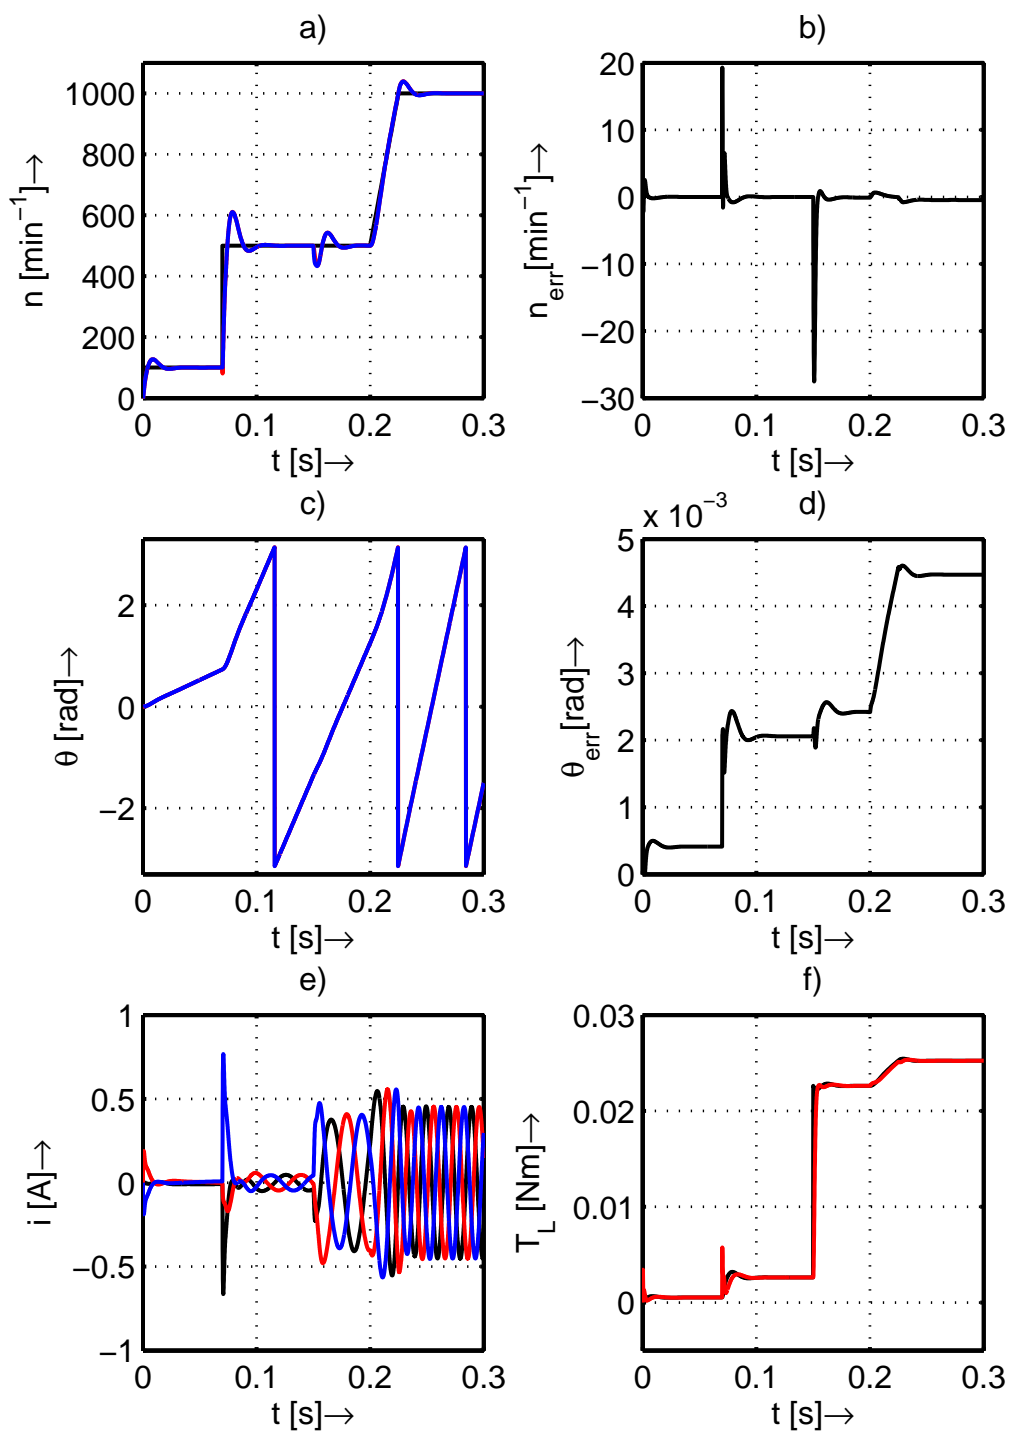 a)
1000
800
600
400
200
0
n [min⁻¹]→
0 0.1 0.2 0.3
t [s]→
b)
20
10
0
−10
−20
−30
n_err[min⁻¹]→
0 0.1 0.2 0.3
t [s]→
c)
2
0
−2
θ [rad]→
0 0.1 0.2 0.3
t [s]→
d)
x 10⁻³
5
4
3
2
1
0
θ_err[rad]→
0 0.1 0.2 0.3
t [s]→
e)
1
0.5
0
−0.5
−1
i [A]→
0 0.1 0.2 0.3
t [s]→
f)
0.03
0.02
0.01
0
T_L [Nm]→
0 0.1 0.2 0.3
t [s]→